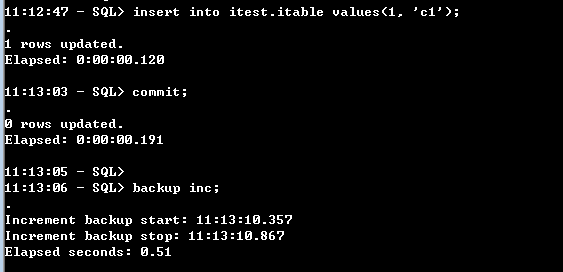 11:12:47 - SQL> insert into itest.itable values(1, 'c1');
.
1 rows updated.
Elapsed: 0:00:00.120
11:13:03 - SQL> commit;
.
0 rows updated.
Elapsed: 0:00:00.191
11:13:05 - SQL>
11:13:06 - SQL> backup inc;
.
Increment backup start: 11:13:10.357
Increment backup stop: 11:13:10.867
Elapsed seconds: 0.51